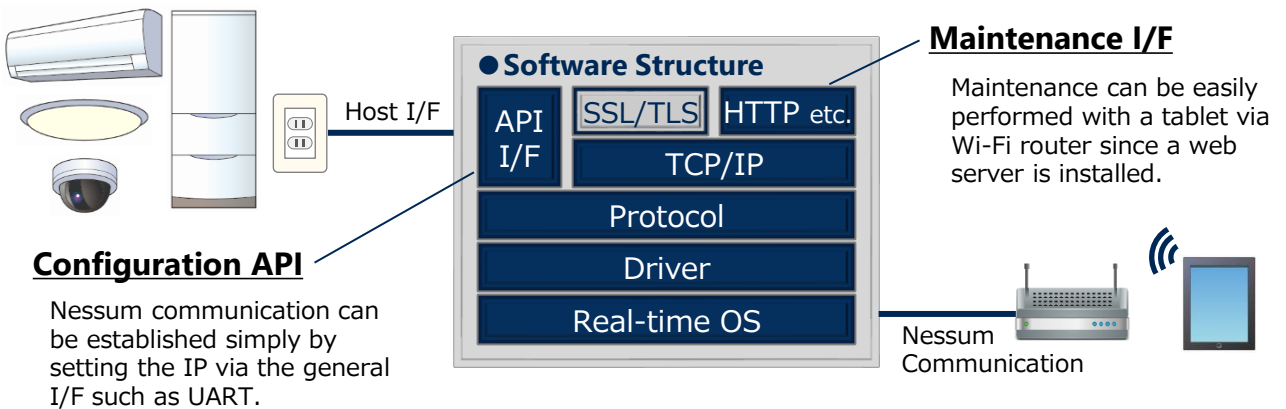 Host I/F
Configuration API
Nessum communication can
be established simply by
setting the IP via the general
I/F such as UART.
●Software Structure
API
I/F
SSL/TLS
HTTP etc.
TCP/IP
Protocol
Driver
Real-time OS
Maintenance I/F
Maintenance can be easily
performed with a tablet via
Wi-Fi router since a web
server is installed.
Nessum
Communication